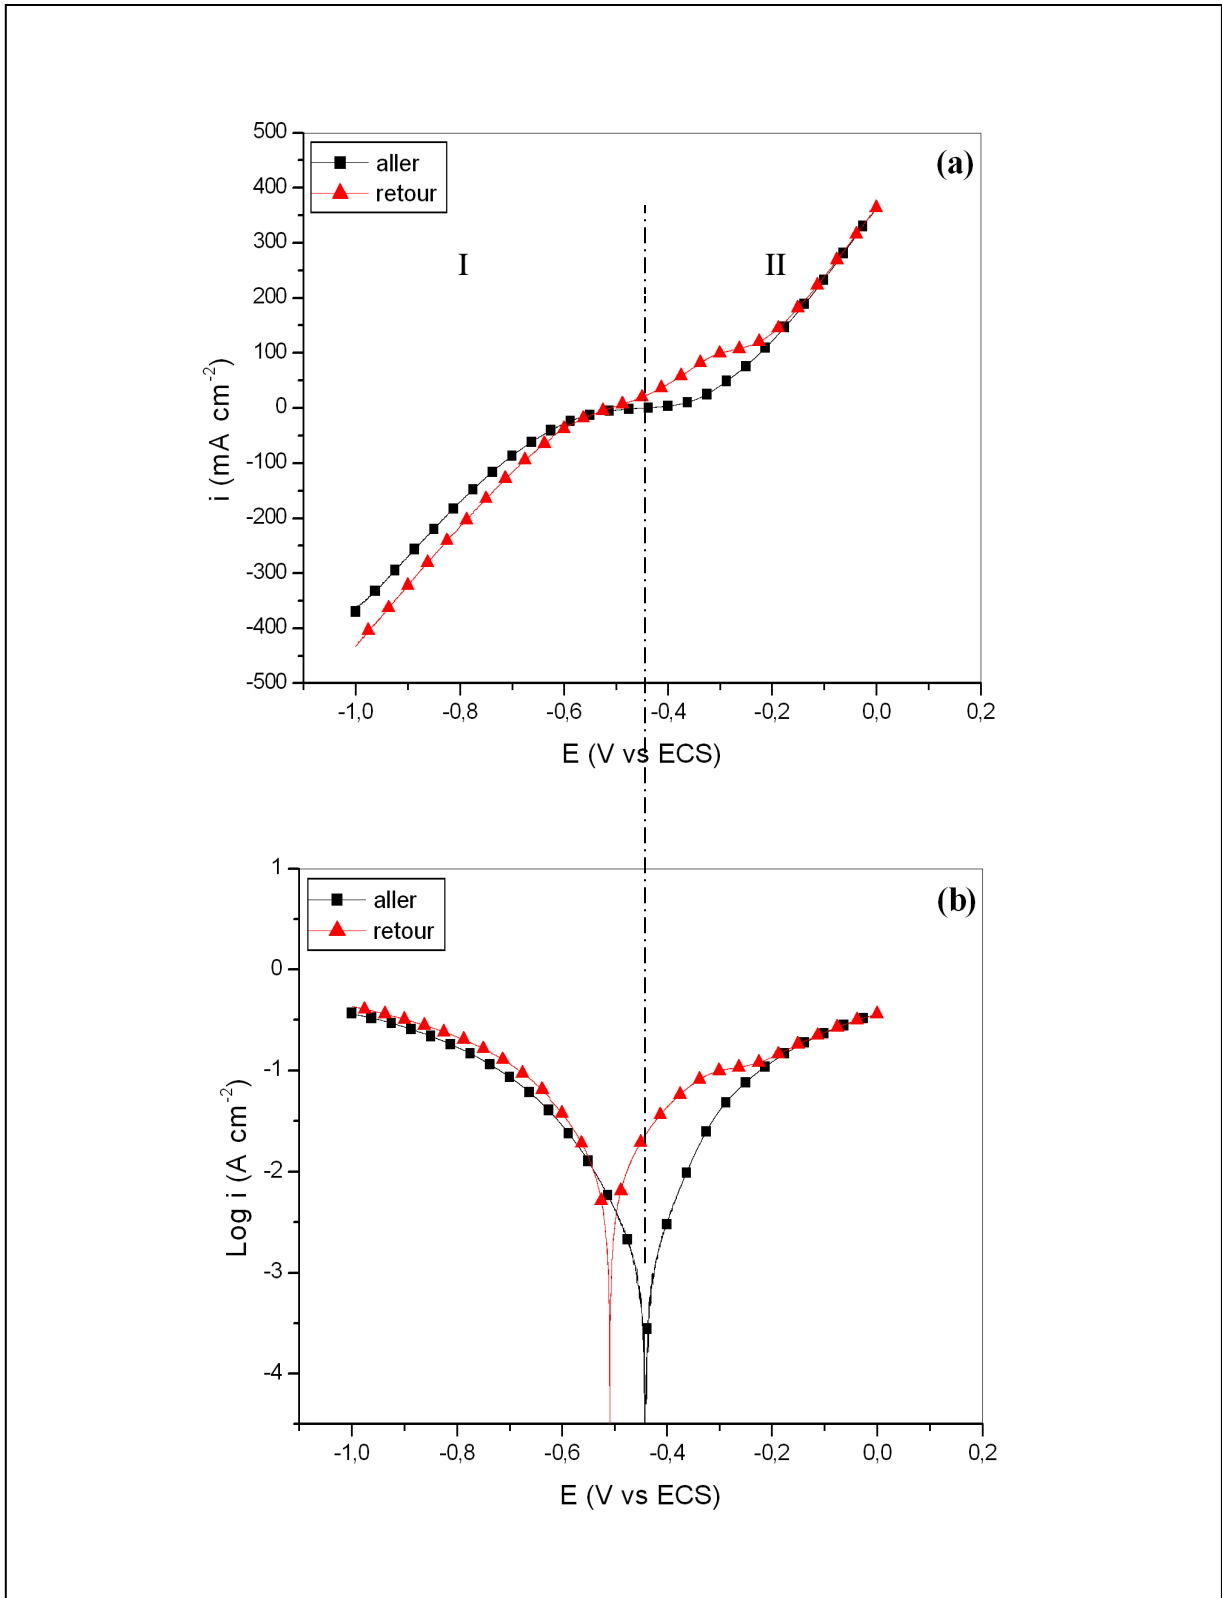 500
400
300
200
100
0
-100
-200
-300
-400
-500
i (mA cm-2)
aller
retour
(a)
I
II
-1,0 -0,8 -0,6 -0,4 -0,2 0,0 0,2
E (V vs ECS)
1
0
-1
-2
-3
-4
Log i (A cm-2)
aller
retour
(b)
-1,0 -0,8 -0,6 -0,4 -0,2 0,0 0,2
E (V vs ECS)